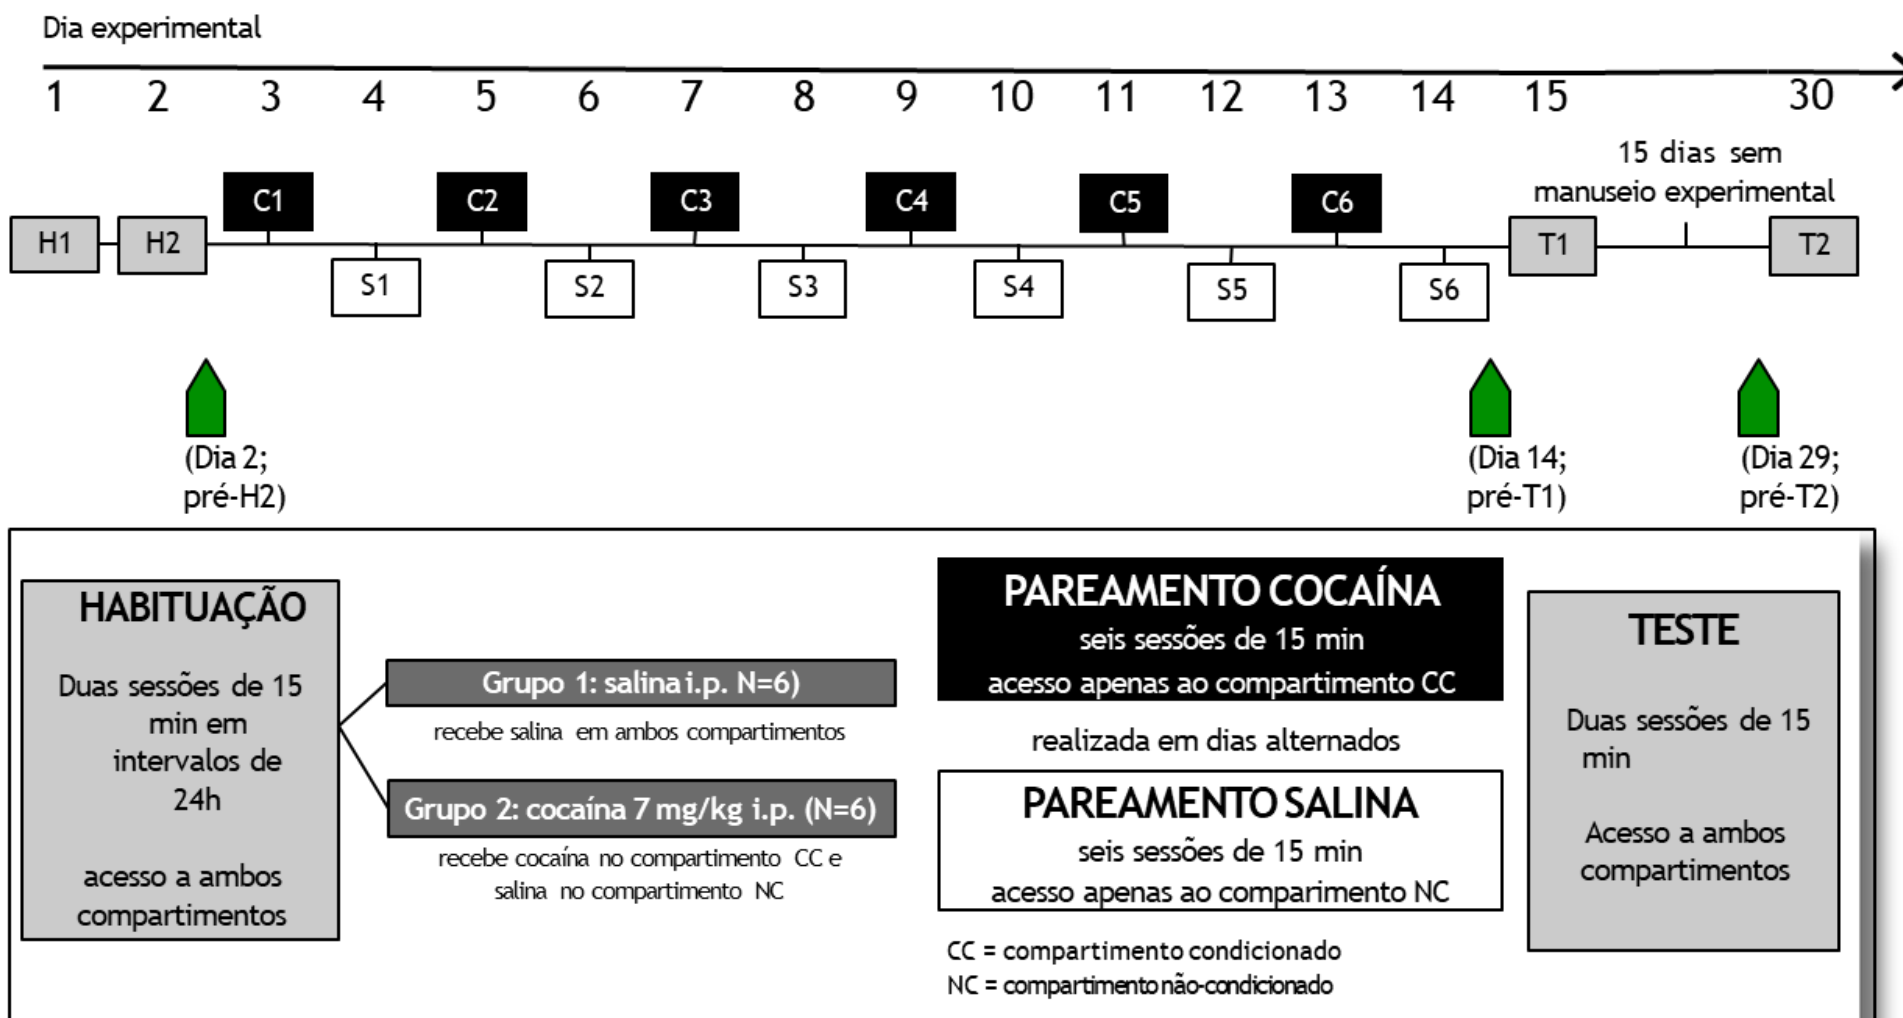 Dia experimental
1 2 3 4 5 6 7 8 9 10 11 12 13 14 15 30
15 dias sem
manuseio experimental
C1 C2 C3 C4 C5 C6
H1 H2 T1 T2
S1 S2 S3 S4 S5 S6
(Dia 2;
pré-H2)
(Dia 14;
pré-T1)
(Dia 29;
pré-T2)
HABITUAÇÃO
Duas sessões de 15
min em
intervalos de
24h
acesso a ambos
compartimentos
Grupo 1: salina i.p. N=6)
recebe salina em ambos compartimentos
Grupo 2: cocaína 7 mg/kg i.p. (N=6)
recebe cocaína no compartimento CC e
salina no compartimento NC
PAREAMENTO COCAÍNA
seis sessões de 15 min
acesso apenas ao compartimento CC
realizada em dias alternados
PAREAMENTO SALINA
seis sessões de 15 min
acesso apenas ao comparimento NC
CC = compartimento condicionado
NC = compartimento não-condicionado
TESTE
Duas sessões de 15
min
Acesso a ambos
compartimentos